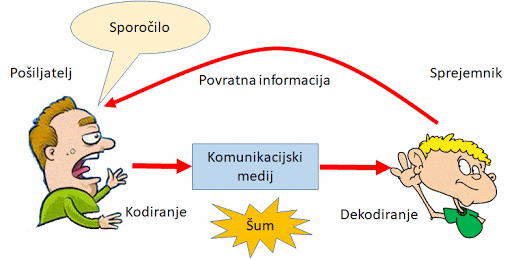 Sporočilo
Pošiljatelj
Povratna informacija
Sprejemnik
Komunikacijski
medij
Kodiranje
Šum
Dekodiranje